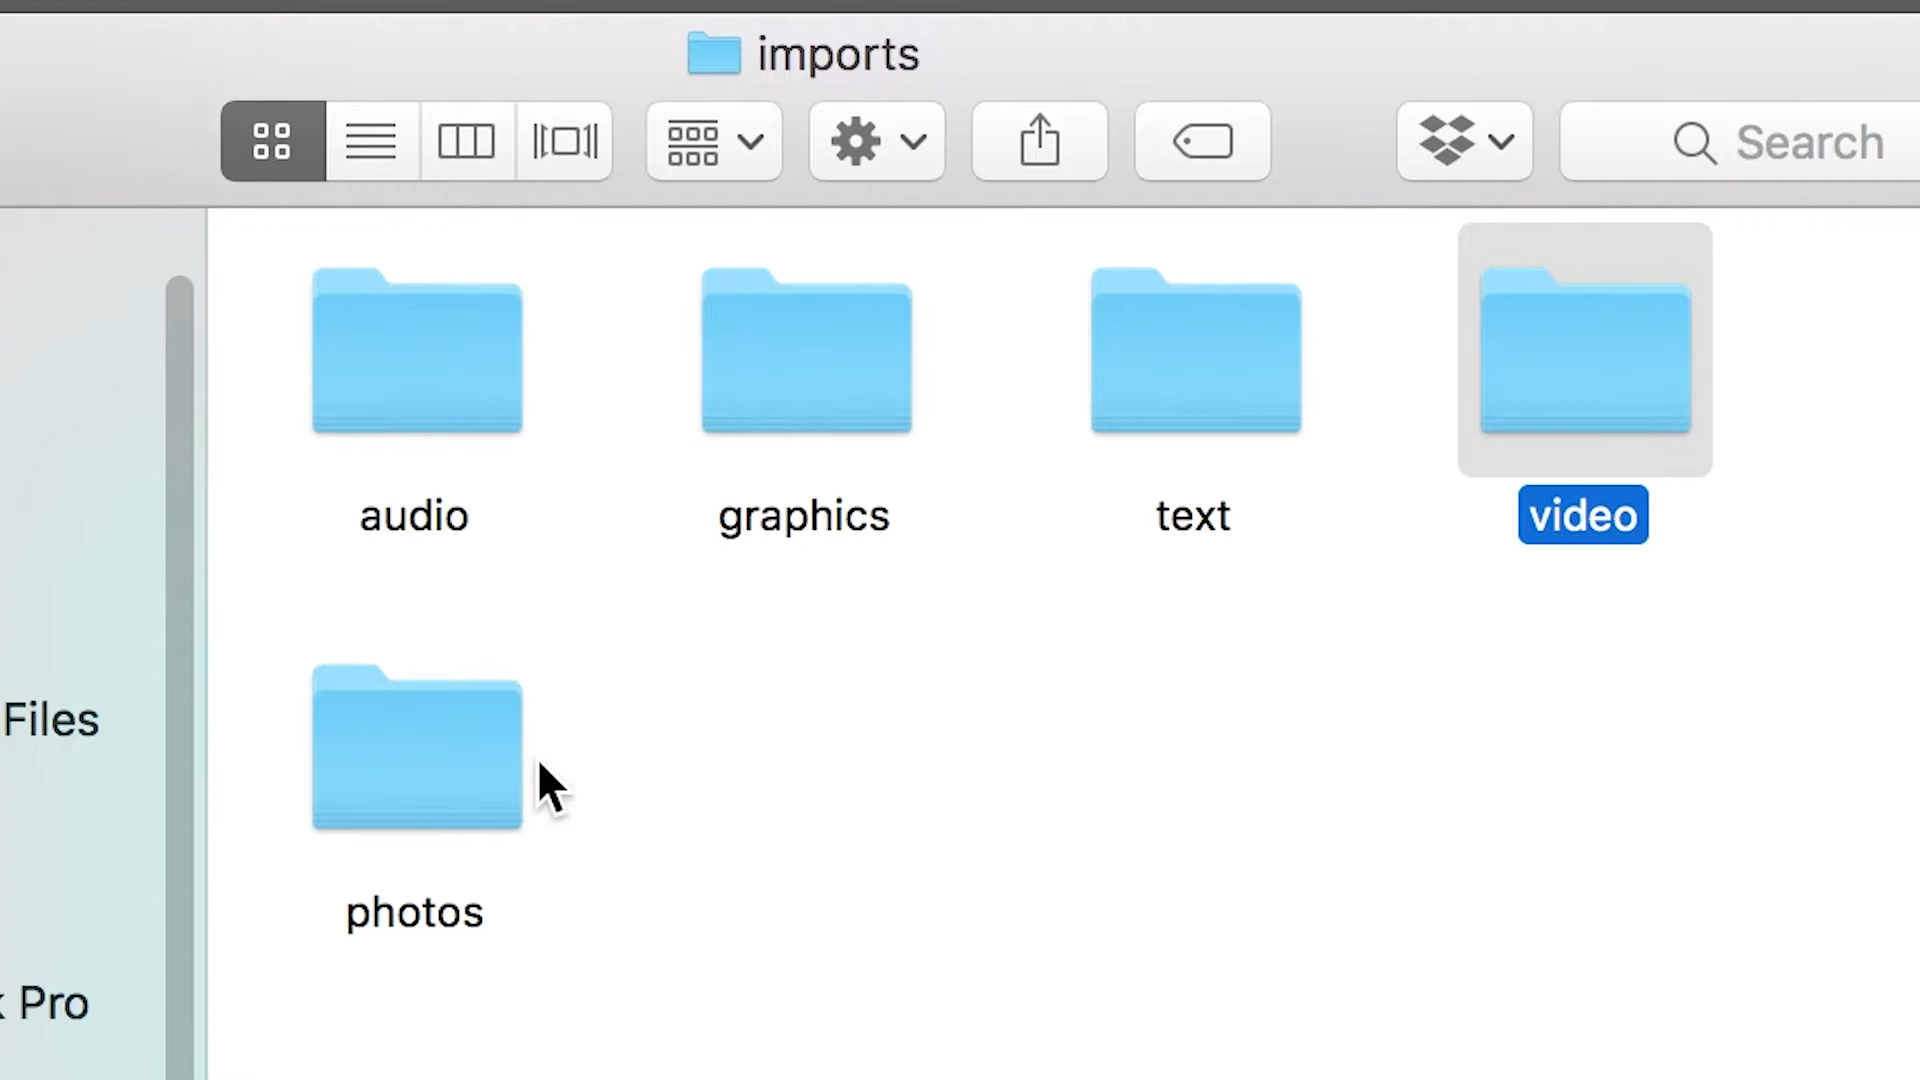 imports
Search
audio
graphics
text
video
Files
photos
Pro